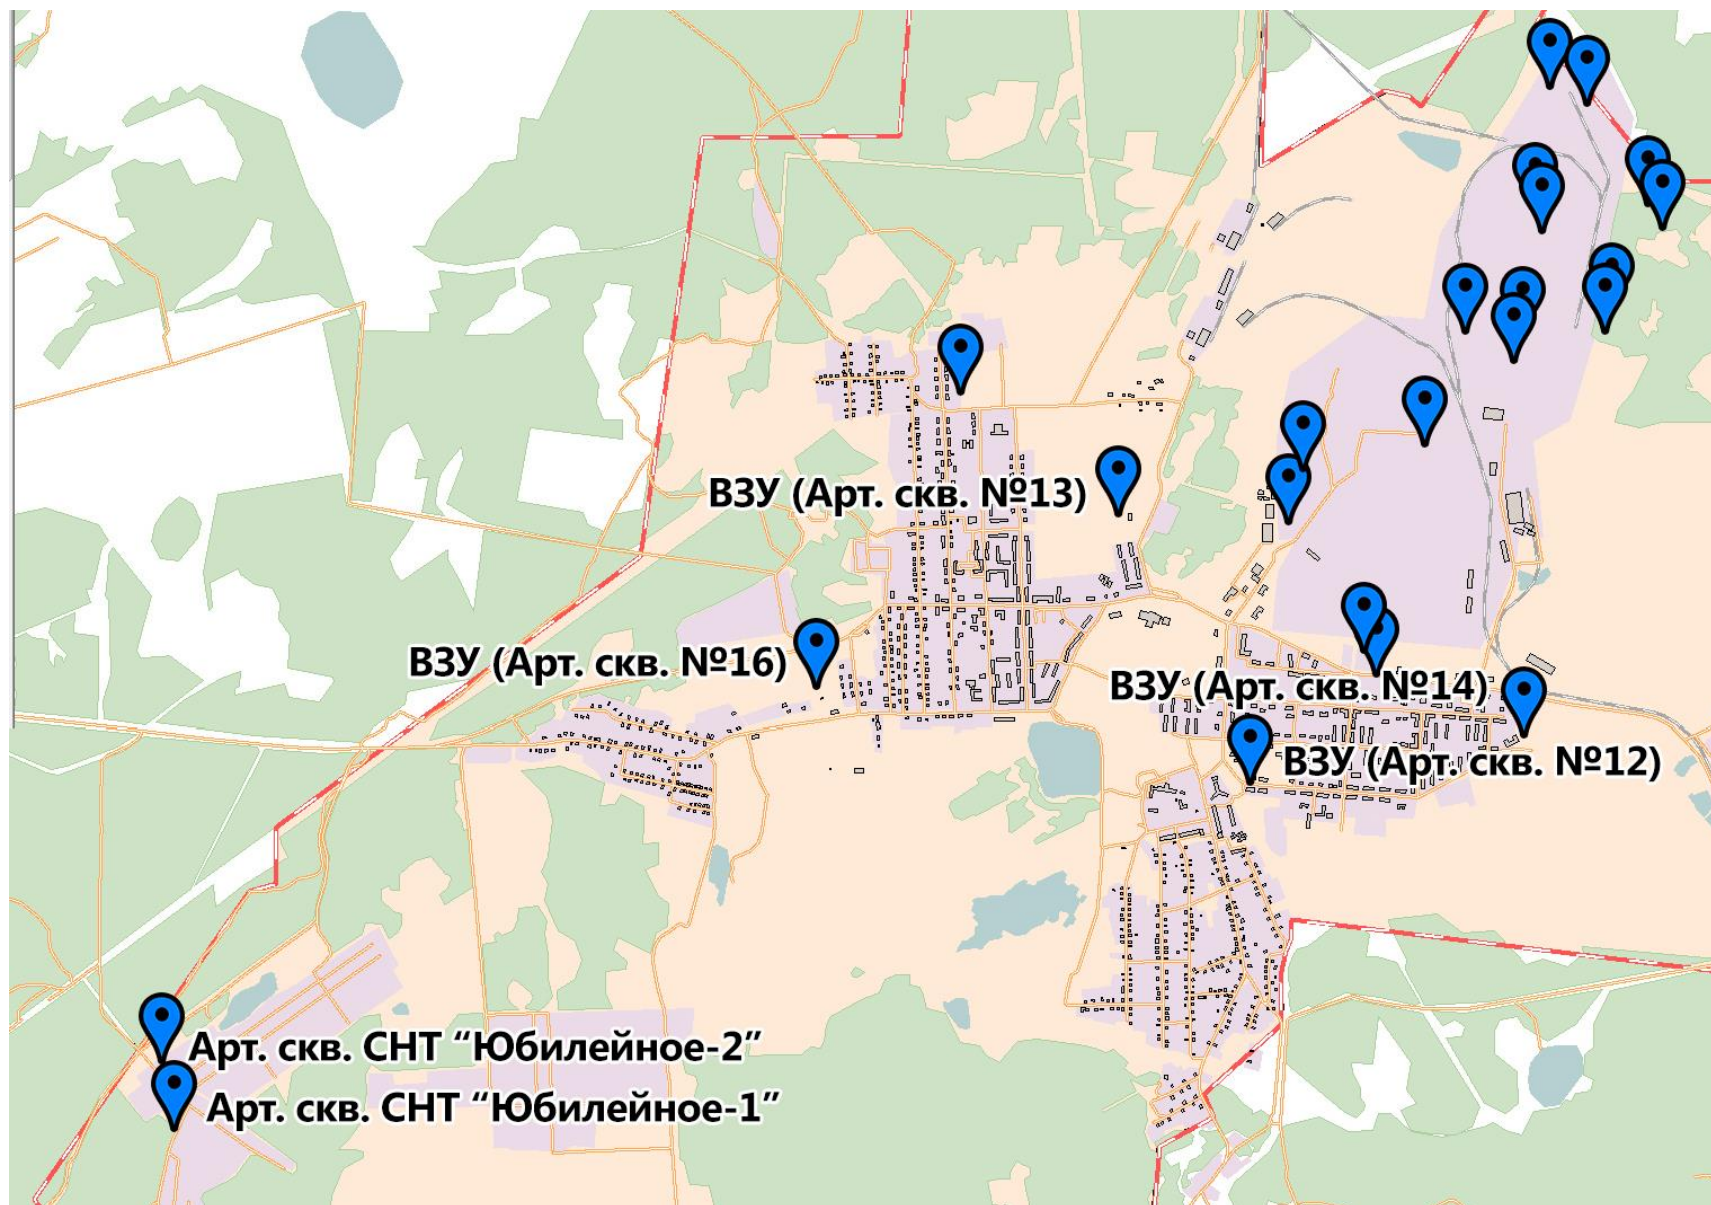 ВЗУ (Арт. скв. №13)
ВЗУ (Арт. скв. №16)
ВЗУ (Арт. скв. №14)
ВЗУ (Арт. скв. №12)
Арт. скв. СНТ “Юбилейное-2”
Арт. скв. СНТ “Юбилейное-1”